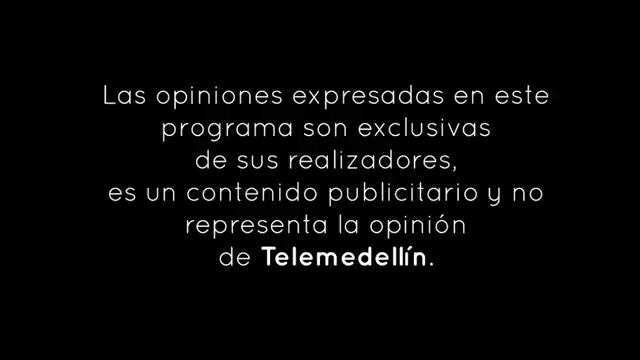 Las opiniones expresadas en este
programa son exclusivas
de sus realizadores,
es un contenido publicitario y no
representa la opinión
de Telemedellín.